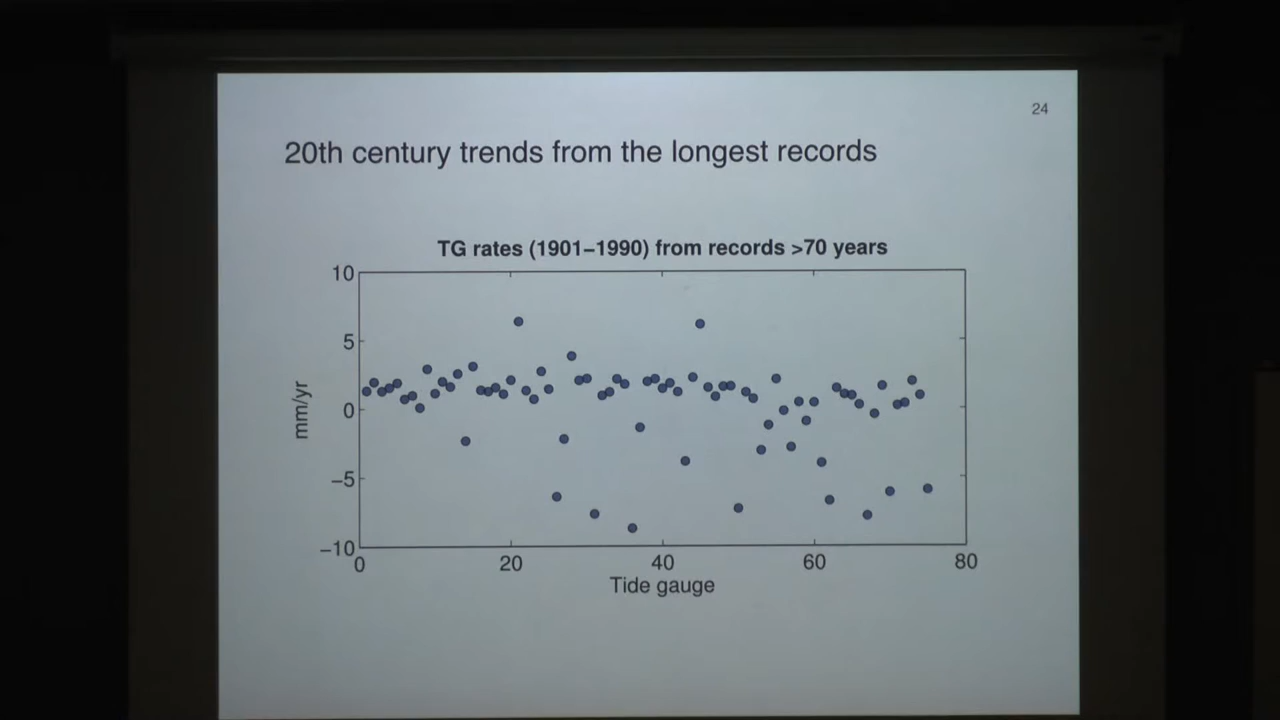 24
20th century trends from the longest records
TG rates (1901−1990) from records >70 years
10
5
0
−5
−10
mm/yr
0 20 40 60 80
Tide gauge